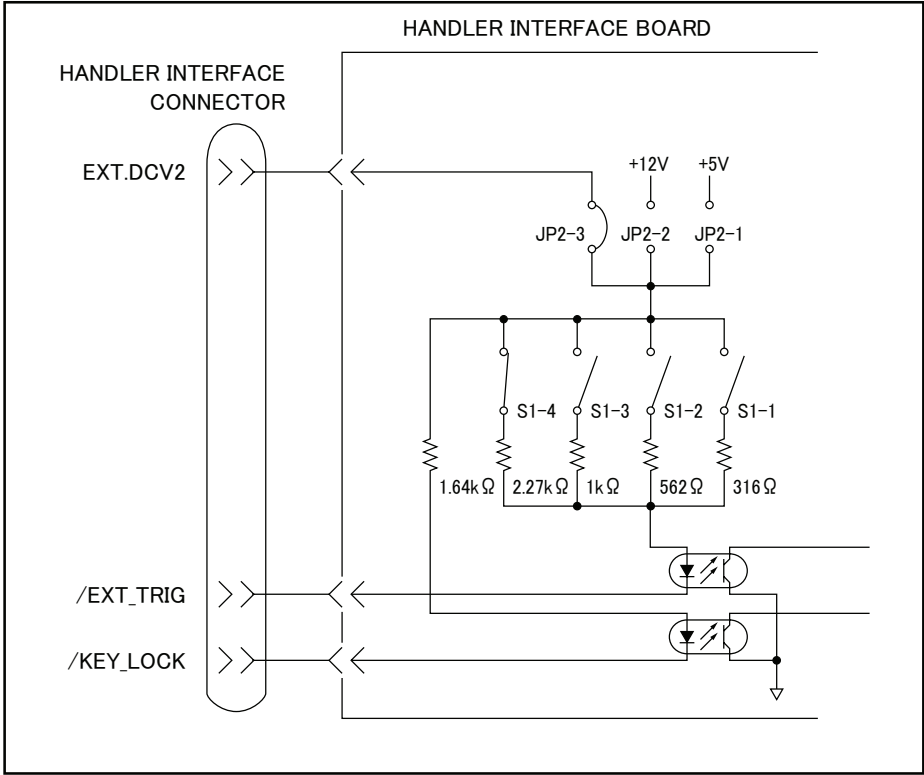 HANDLER INTERFACE BOARD
HANDLER INTERFACE
CONNECTOR
EXT.DCV2
+12V
+5V
JP2-3
JP2-2
JP2-1
S1-4
S1-3
S1-2
S1-1
1.64kΩ
2.27kΩ
1kΩ
562Ω
316Ω
/EXT_TRIG
/KEY_LOCK